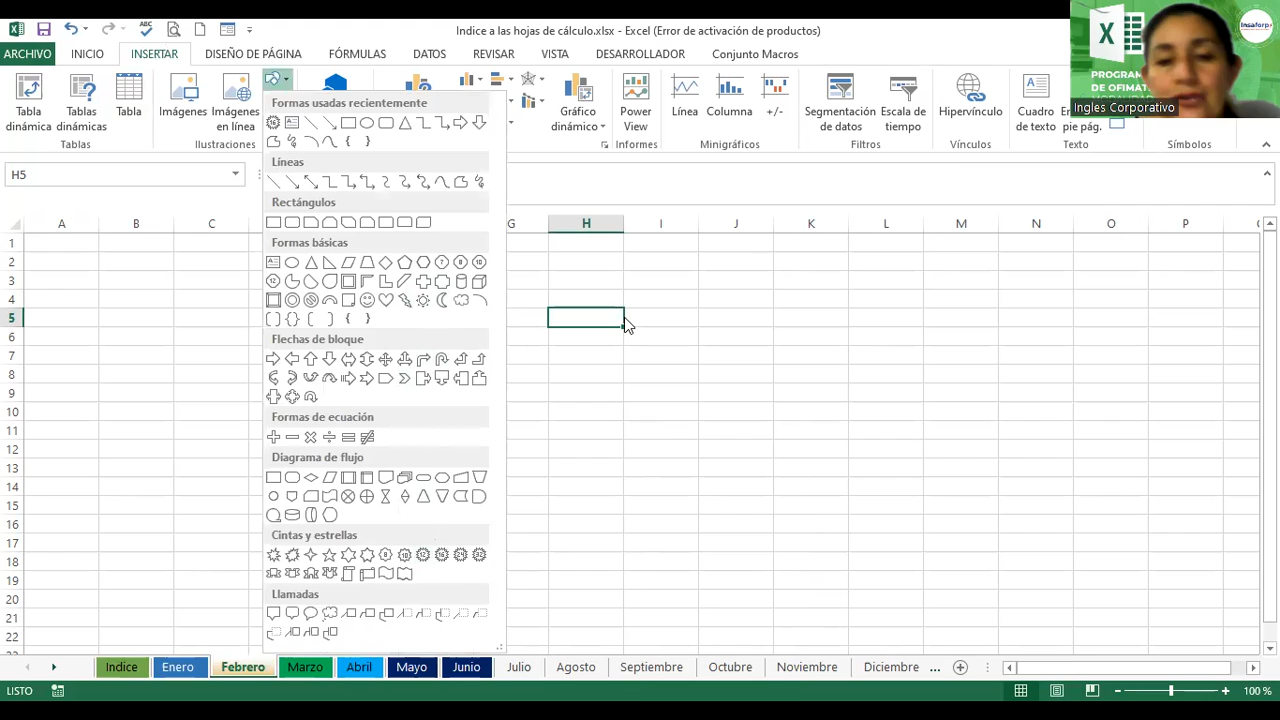 Indice a las hojas de cálculo.xlsx - Excel (Error de activación de productos)
ARCHIVO INICIO INSERTAR DISEÑO DE PÁGINA FÓRMULAS DATOS REVISAR VISTA DESARROLLADOR Conjunto Macros
Insaforp
PROGRAM
DE OFIMÁT
Ingles Corporativo
Tabla dinámica
Tablas dinámicas
Tabla
Imágenes
Imágenes en línea
Gráfico dinámico
Power View
Línea
Columna
+/-
Segmentación de datos
Escala de tiempo
Hipervínculo
Cuadro de texto
Encabez. pie pág.
Tablas
Ilustraciones
Informes
Minigráficos
Filtros
Vínculos
Texto
Símbolos
H5
Formas usadas recientemente
Líneas
Rectángulos
Formas básicas
Flechas de bloque
Formas de ecuación
Diagrama de flujo
Cintas y estrellas
Llamadas
A B C G H I J K L M N O P
1
2
3
4
5
6
7
8
9
10
11
12
13
14
15
16
17
18
19
20
21
22
Indice Enero Febrero Marzo Abril Mayo Junio Julio Agosto Septiembre Octubre Noviembre Diciembre ...
LISTO
100 %